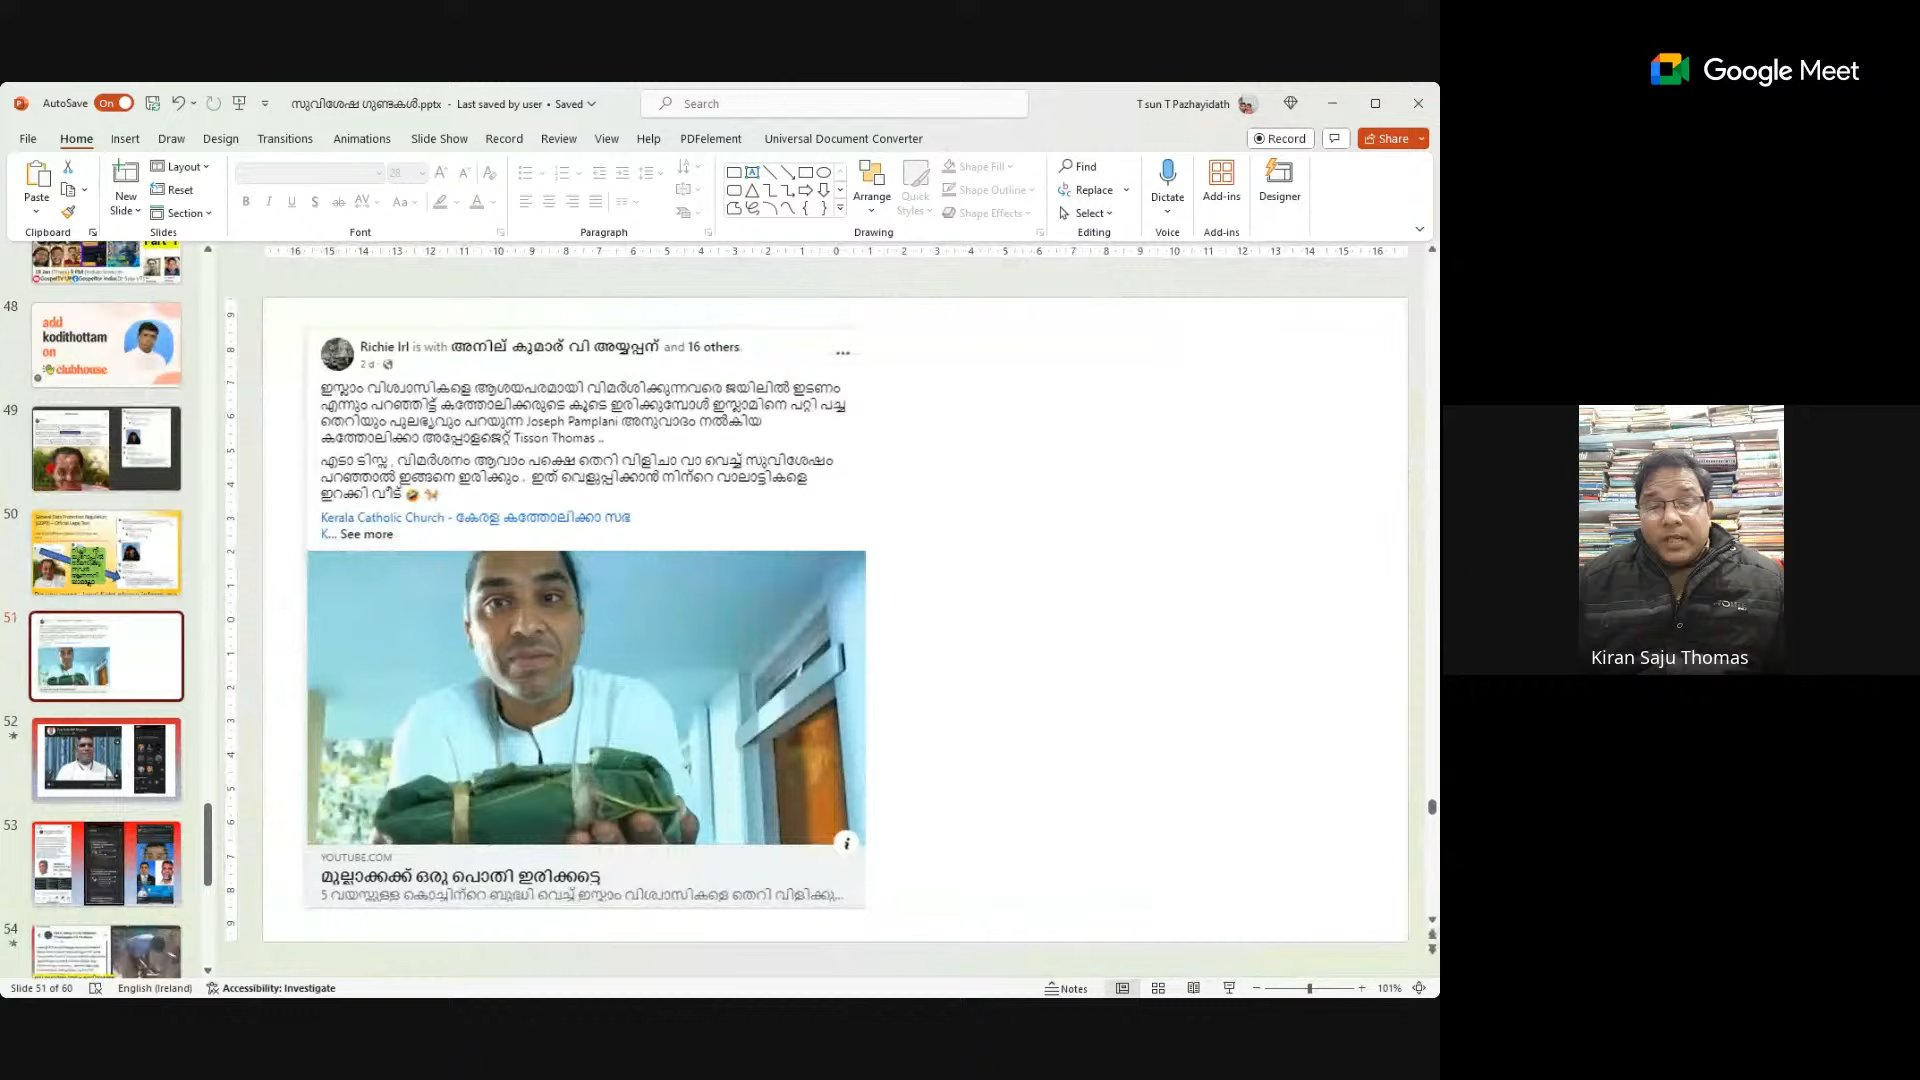 Google Meet
AutoSave On സുവിശേഷ ഗുണ്ടകൾ.pptx - Last saved by user • Saved Search T sun T Pazhayidath
File Home Insert Draw Design Transitions Animations Slide Show Record Review View Help PDFelement Universal Document Converter Record Share
Paste New Slide Layout Reset Section 28 Arrange Quick Styles Shape Fill Shape Outline Shape Effects Find Replace Select Dictate Add-ins Designer
Clipboard Slides Font Paragraph Drawing Editing Voice Add-ins
48
add
kodithottam
on
clubhouse
49
50
51
52
53
54
Richie Irl is with അനില് കുമാര് വി അയ്യപ്പന് and 16 others.
2 d
ഇസ്ലാം വിശ്വാസികളെ ആശയപരമായി വിമർശിക്കുന്നവരെ ജയിലിൽ ഇടണം
എന്നും പറഞ്ഞിട്ട് കത്തോലിക്കരുടെ കൂടെ ഇരിക്കുമ്പോൾ ഇസ്ലാമിനെ പറ്റി പച്ച
തെറിയും പുലഭ്യവും പറയുന്ന Joseph Pamplani അനുവാദം നൽകിയ
കത്തോലിക്കാ അപ്പോളജെറ്റ് Tisson Thomas ..
എടാ ടിസ്സ , വിമർശനം ആവാം പക്ഷെ തെറി വിളിചാ വാ വെച്ച് സുവിശേഷം
പറഞ്ഞാൽ ഇങ്ങനെ ഇരിക്കും . ഇത് വെളുപ്പിക്കാൻ നിന്റെ വാലാട്ടികളെ
ഇറക്കി വീട്
Kerala Catholic Church - കേരള കത്തോലിക്കാ സഭ
K... See more
YOUTUBE.COM
മുല്ലാക്കക്ക് ഒരു പൊതി ഇരിക്കട്ടെ
5 വയസ്സുള്ള കൊച്ചിന്റെ ബുദ്ധി വെച്ച് ഇസ്ലാം വിശ്വാസികളെ തെറി വിളിക്കു...
Kiran Saju Thomas
Slide 51 of 60 English (Ireland) Accessibility: Investigate Notes 101%